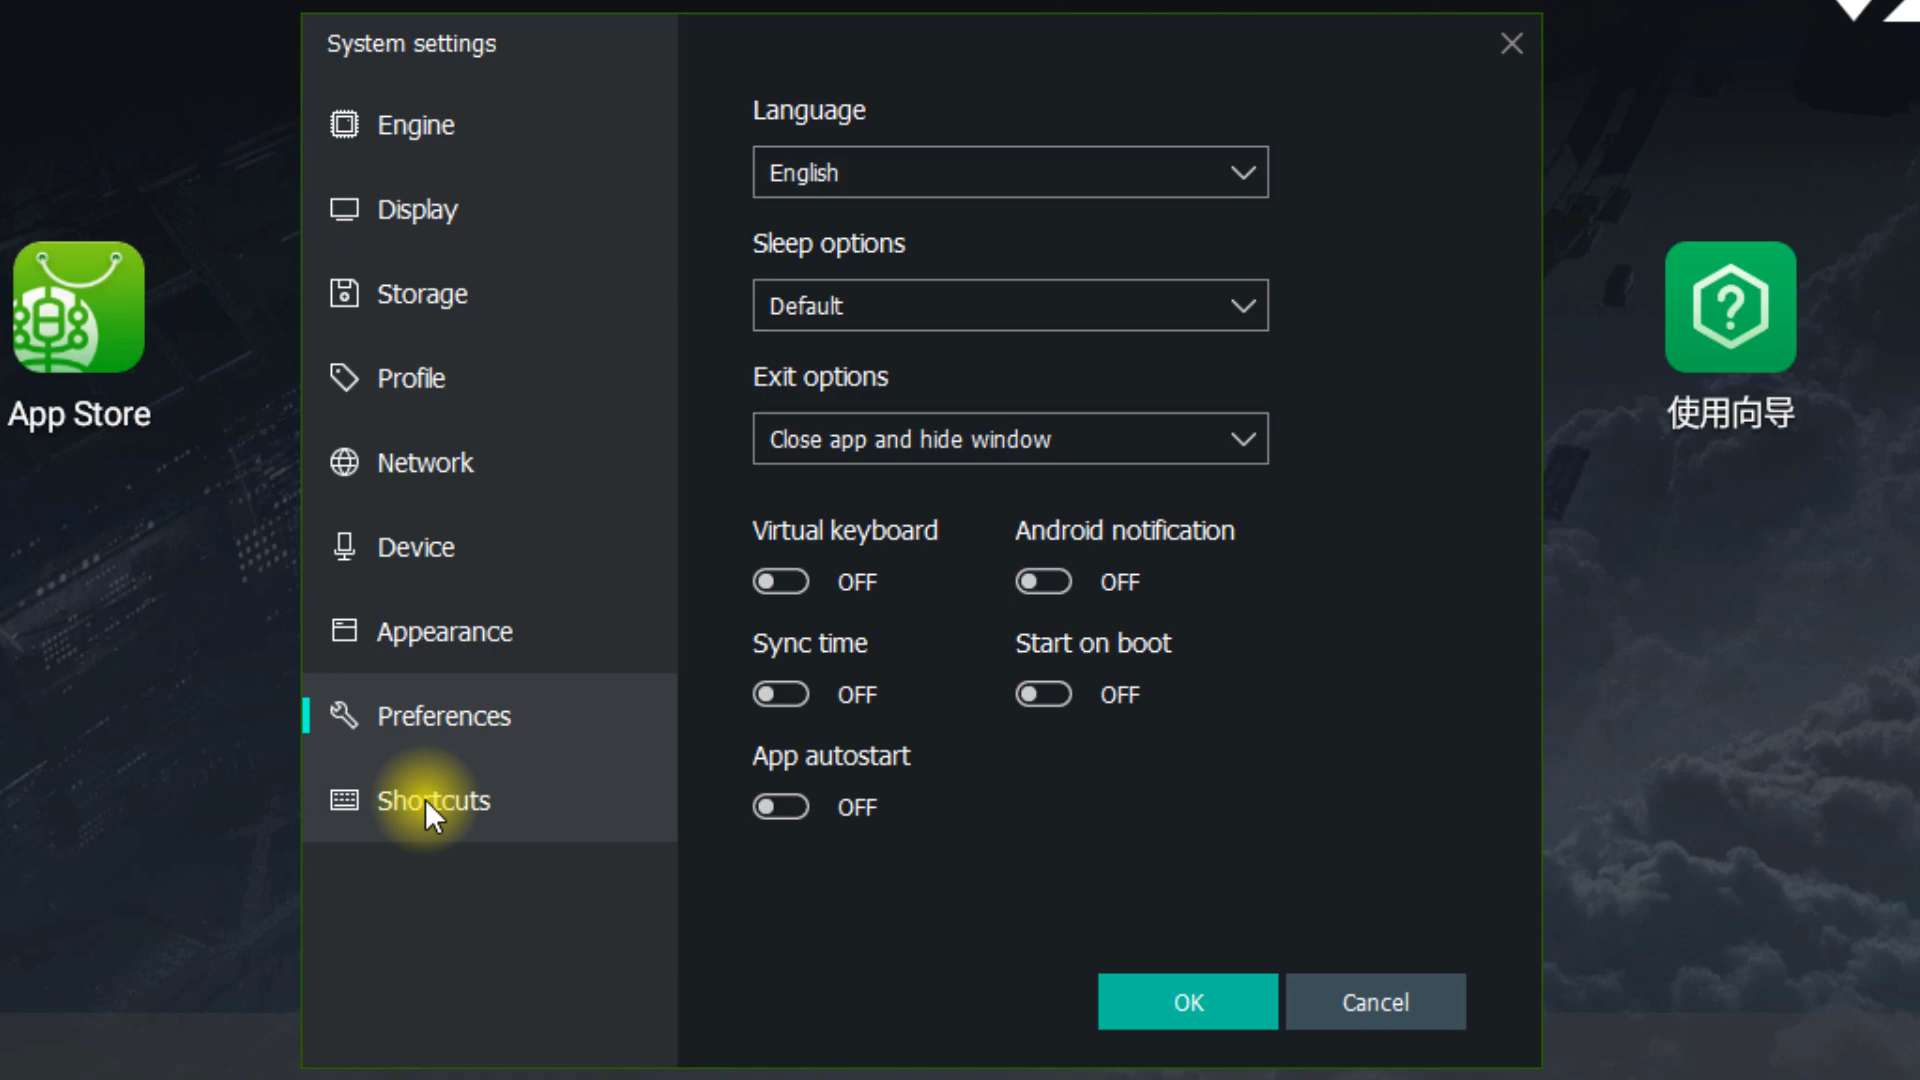 System settings
Engine
Display
Storage
Profile
Network
Device
Appearance
Preferences
Shortcuts
Language
English
Sleep options
Default
Exit options
Close app and hide window
Virtual keyboard
OFF
Android notification
OFF
Sync time
OFF
Start on boot
OFF
App autostart
OFF
OK
Cancel
App Store
使用向导